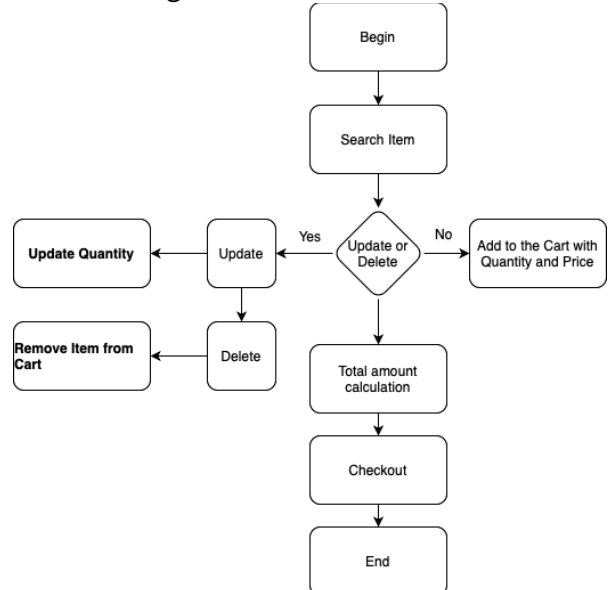 Begin
Search Item
Yes
No
Update Quantity
Update
Update or
Delete
Add to the Cart with
Quantity and Price
Remove Item from
Cart
Delete
Total amount
calculation
Checkout
End